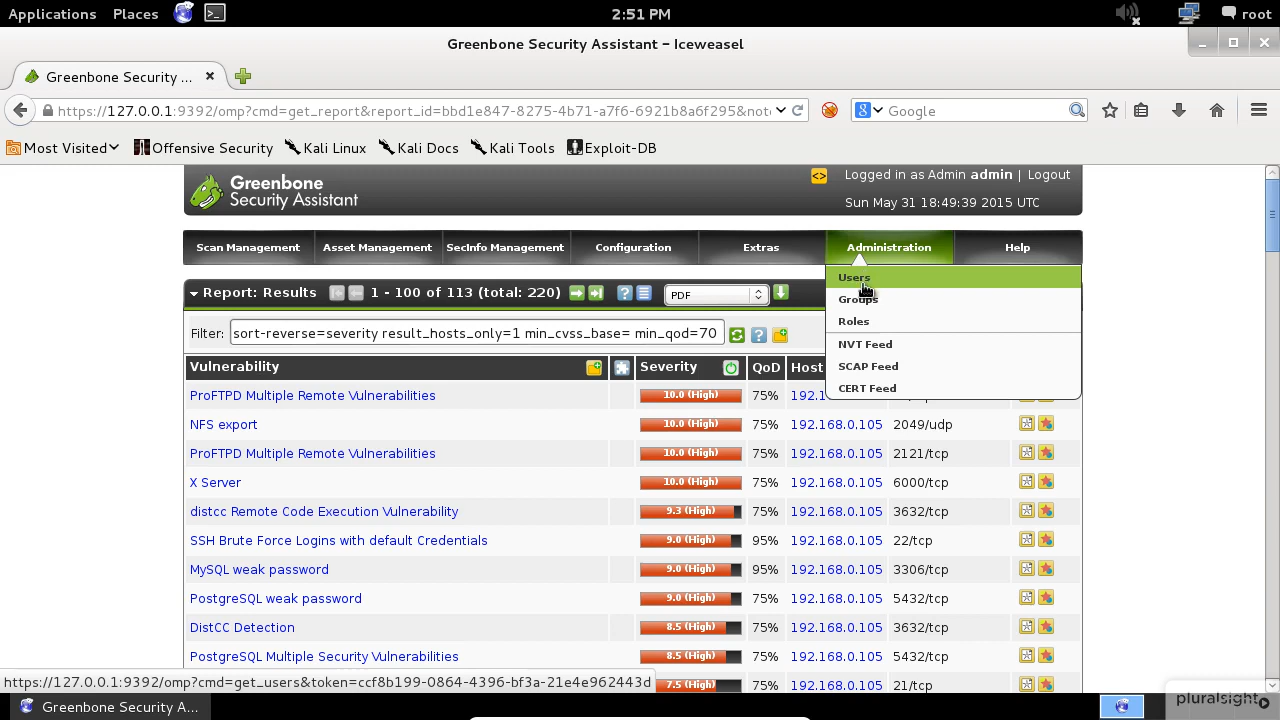 Applications Places 2:51 PM root
Greenbone Security Assistant - Iceweasel
Greenbone Security ...
https://127.0.0.1:9392/omp?cmd=get_report&report_id=bbd1e847-8275-4b71-a7f6-6921b8a6f295&not Google
Most Visited Offensive Security Kali Linux Kali Docs Kali Tools Exploit-DB
Greenbone
Security Assistant
Logged in as Admin admin | Logout
Sun May 31 18:49:39 2015 UTC
Scan Management Asset Management SecInfo Management Configuration Extras Administration Help
Users
Groups
Roles
NVT Feed
SCAP Feed
CERT Feed
Report: Results 1 - 100 of 113 (total: 220) PDF
Filter: sort-reverse=severity result_hosts_only=1 min_cvss_base= min_qod=70
Vulnerability Severity QoD Host
ProFTPD Multiple Remote Vulnerabilities 10.0 (High) 75% 192.1
NFS export 10.0 (High) 75% 192.168.0.105 2049/udp
ProFTPD Multiple Remote Vulnerabilities 10.0 (High) 75% 192.168.0.105 2121/tcp
X Server 10.0 (High) 75% 192.168.0.105 6000/tcp
distcc Remote Code Execution Vulnerability 9.3 (High) 75% 192.168.0.105 3632/tcp
SSH Brute Force Logins with default Credentials 9.0 (High) 95% 192.168.0.105 22/tcp
MySQL weak password 9.0 (High) 95% 192.168.0.105 3306/tcp
PostgreSQL weak password 9.0 (High) 75% 192.168.0.105 5432/tcp
DistCC Detection 8.5 (High) 75% 192.168.0.105 3632/tcp
PostgreSQL Multiple Security Vulnerabilities 8.5 (High) 75% 192.168.0.105 5432/tcp
7.5 (High) 75% 192.168.0.105 21/tcp
https://127.0.0.1:9392/omp?cmd=get_users&token=ccf8b199-0864-4396-bf3a-21e4e962443d
Greenbone Security A...
pluralsight